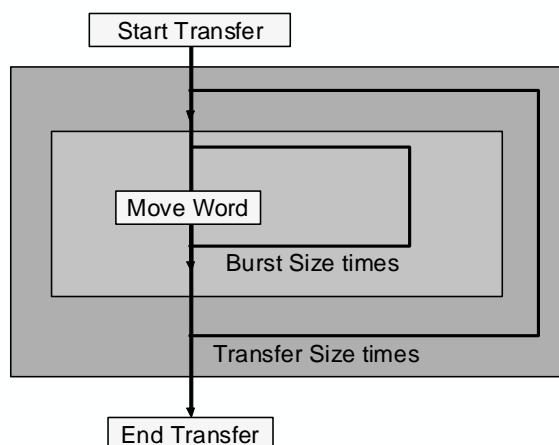 Start Transfer
Move Word
Burst Size times
Transfer Size times
End Transfer